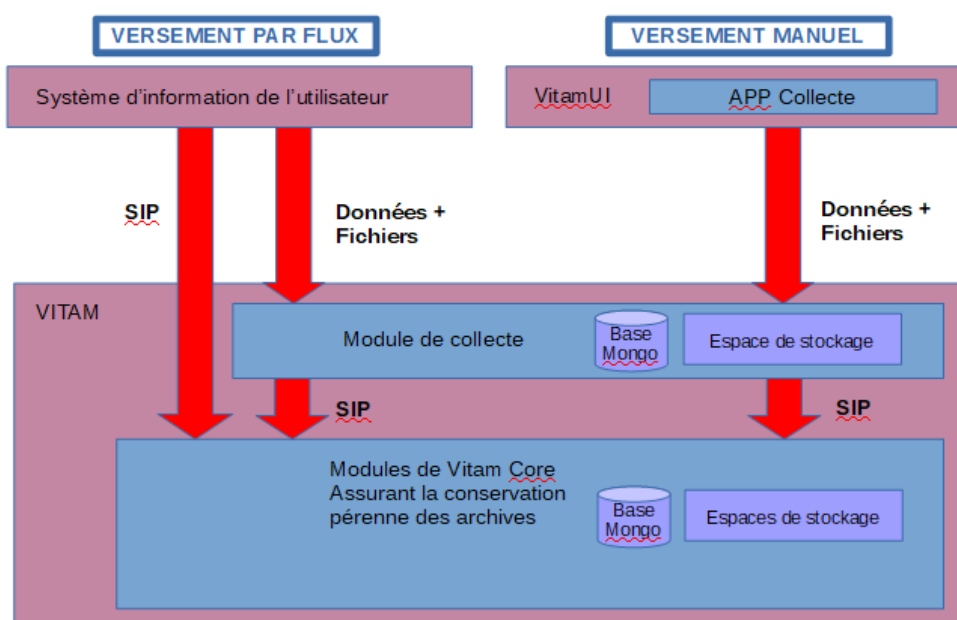 VERSEMENT PAR FLUX
VERSEMENT MANUEL
Système d'information de l'utilisateur
VitamUI
APP Collecte
SIP
Données +
Fichiers
Données +
Fichiers
VITAM
Module de collecte
Base
Mongo
Espace de stockage
SIP
SIP
Modules de Vitam Core
Assurant la conservation
pérenne des archives
Base
Mongo
Espaces de stockage